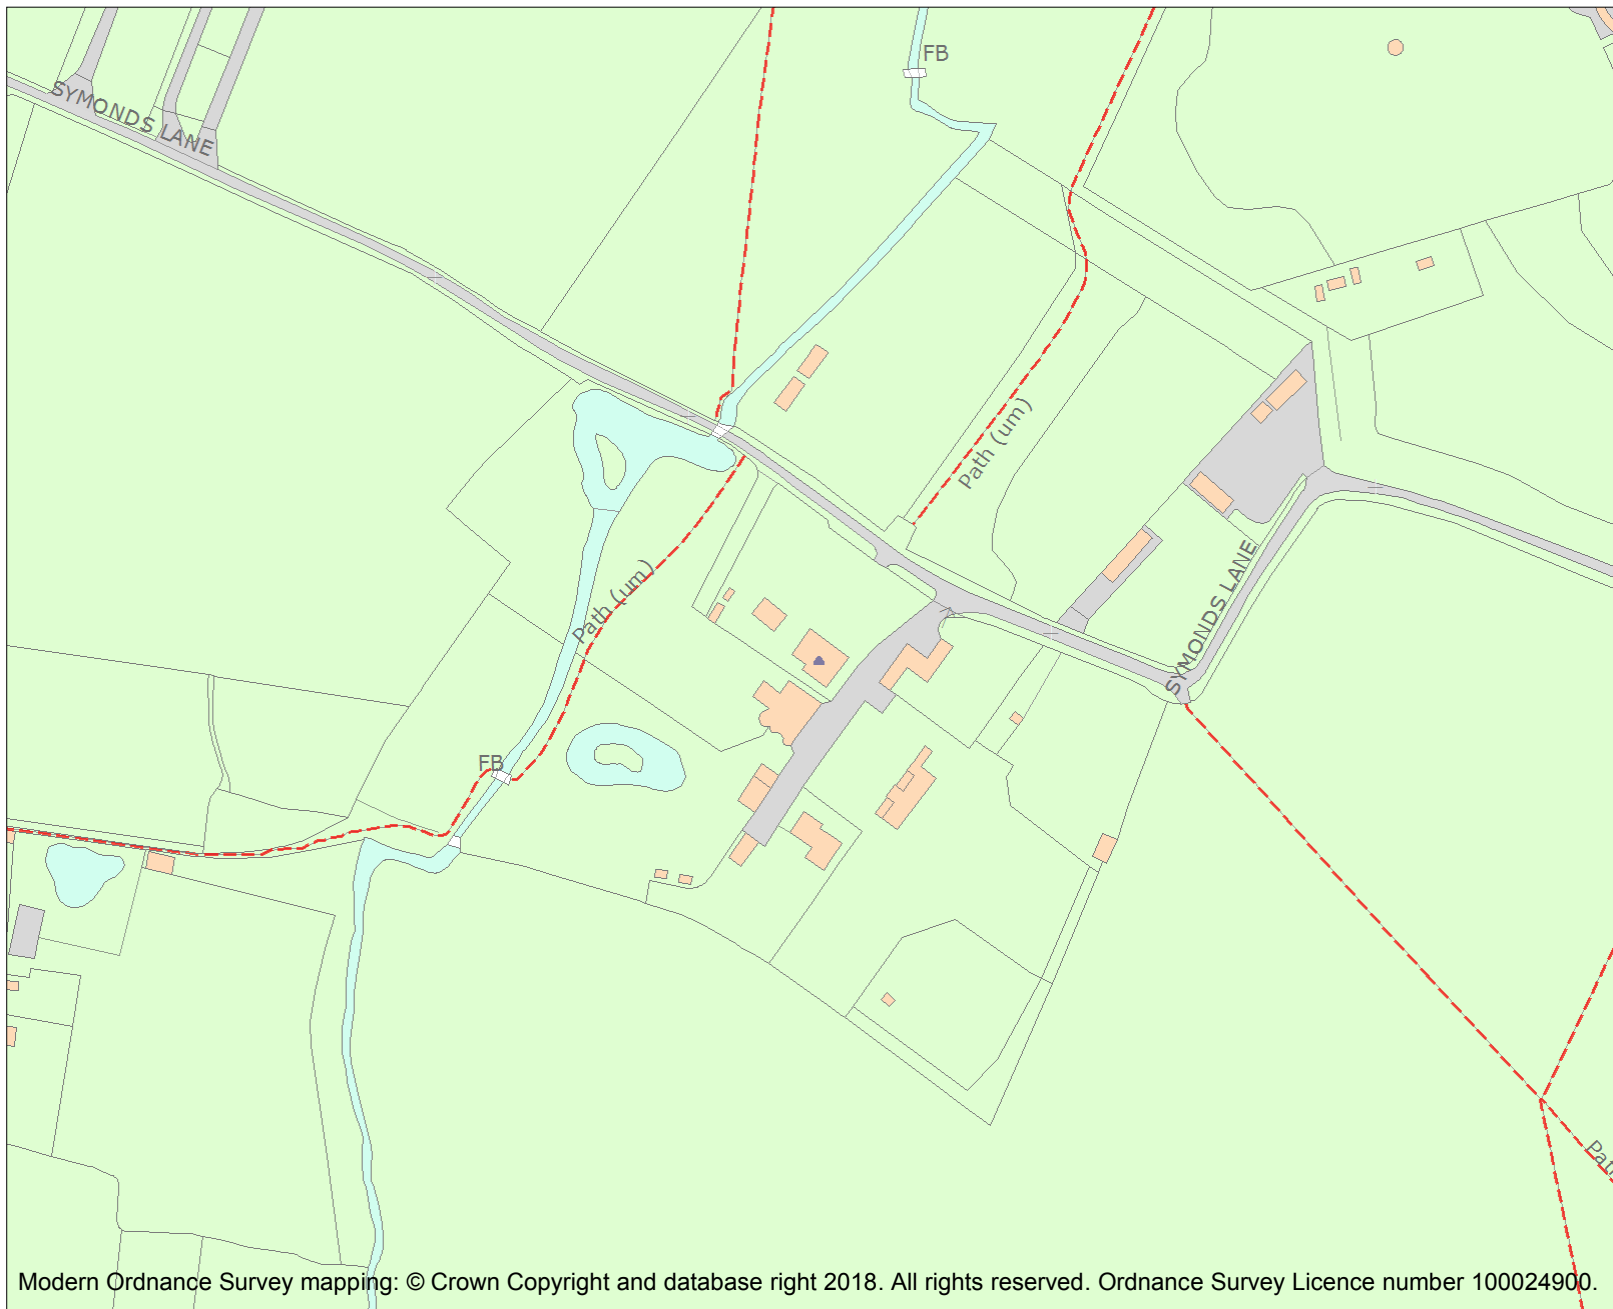 FB
SYMONDS LANE
Path (um)
SYMONDS LANE
Path (um)
FB
Modern Ordnance Survey mapping: © Crown Copyright and database right 2018. All rights reserved. Ordnance Survey Licence number 100024900.